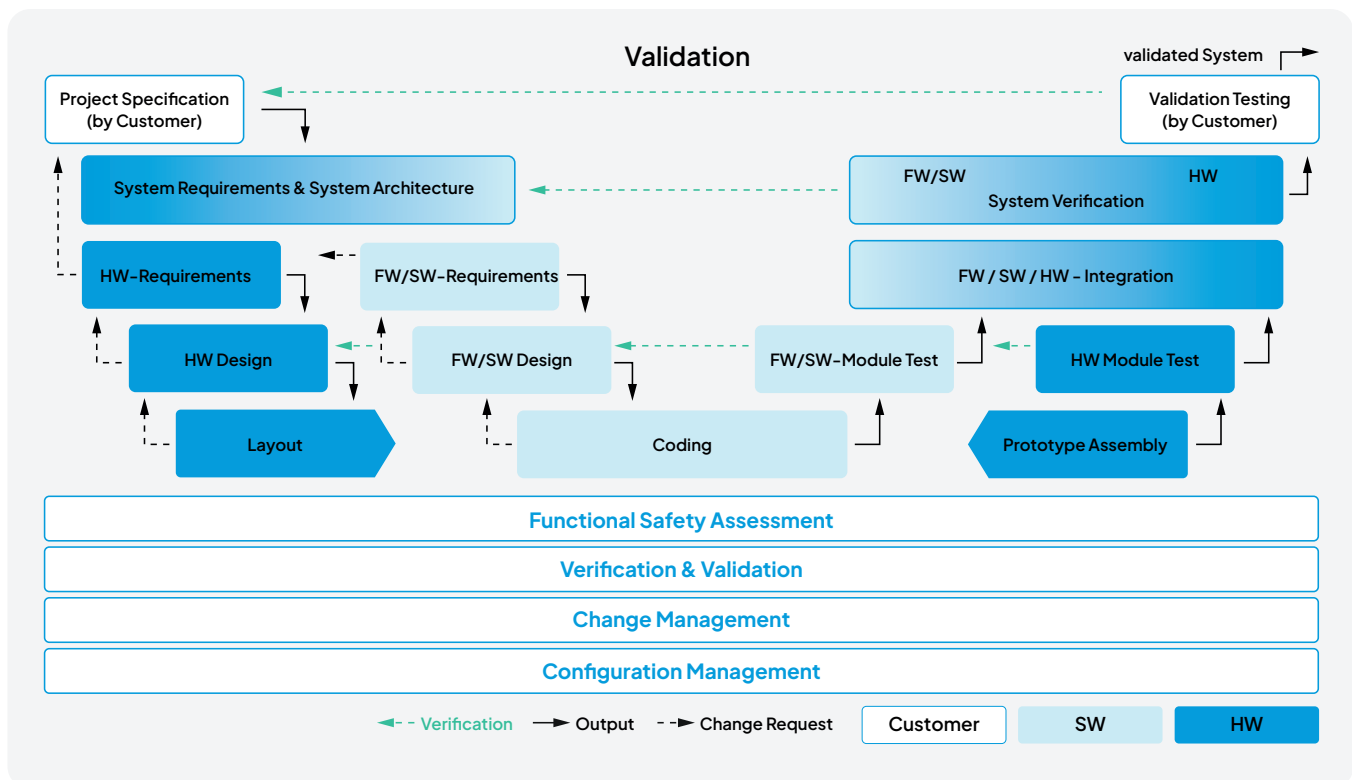 Validation
validated System
Project Specification
(by Customer)
Validation Testing
(by Customer)
System Requirements & System Architecture
FW/SW
HW
System Verification
HW-Requirements
FW/SW-Requirements
FW / SW / HW - Integration
HW Design
FW/SW Design
FW/SW-Module Test
HW Module Test
Layout
Coding
Prototype Assembly
Functional Safety Assessment
Verification & Validation
Change Management
Configuration Management
Verification
Output
Change Request
Customer
SW
HW